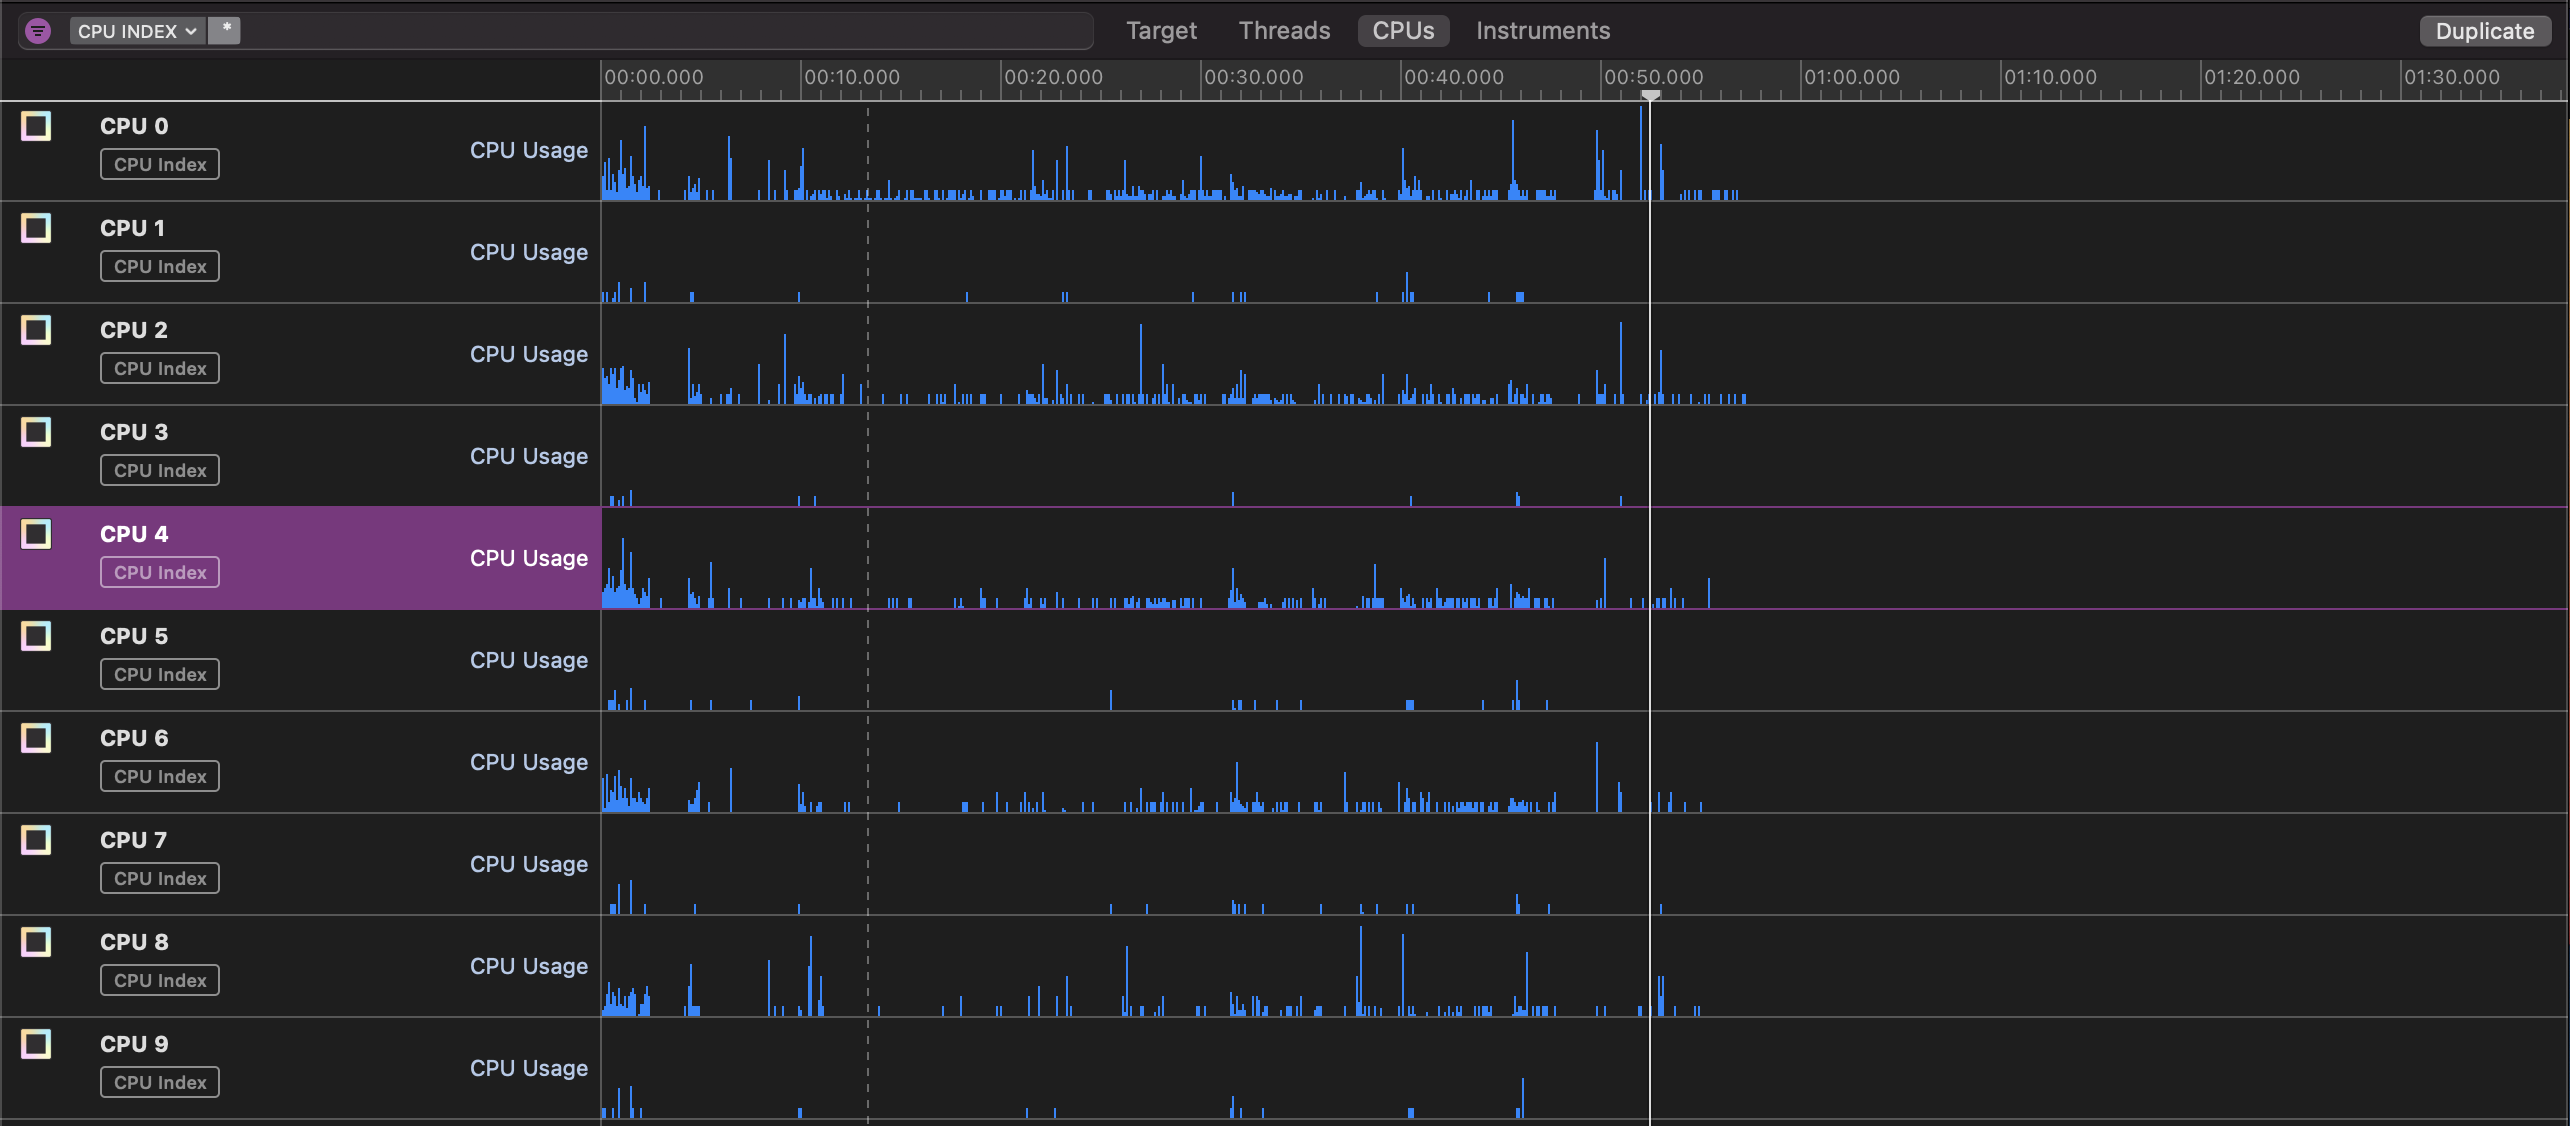 CPU INDEX *
Target Threads CPUs Instruments Duplicate
00:00.000 00:10.000 00:20.000 00:30.000 00:40.000 00:50.000 01:00.000 01:10.000 01:20.000 01:30.000
CPU 0
CPU Usage
CPU Index
CPU 1
CPU Usage
CPU Index
CPU 2
CPU Usage
CPU Index
CPU 3
CPU Usage
CPU Index
CPU 4
CPU Usage
CPU Index
CPU 5
CPU Usage
CPU Index
CPU 6
CPU Usage
CPU Index
CPU 7
CPU Usage
CPU Index
CPU 8
CPU Usage
CPU Index
CPU 9
CPU Usage
CPU Index